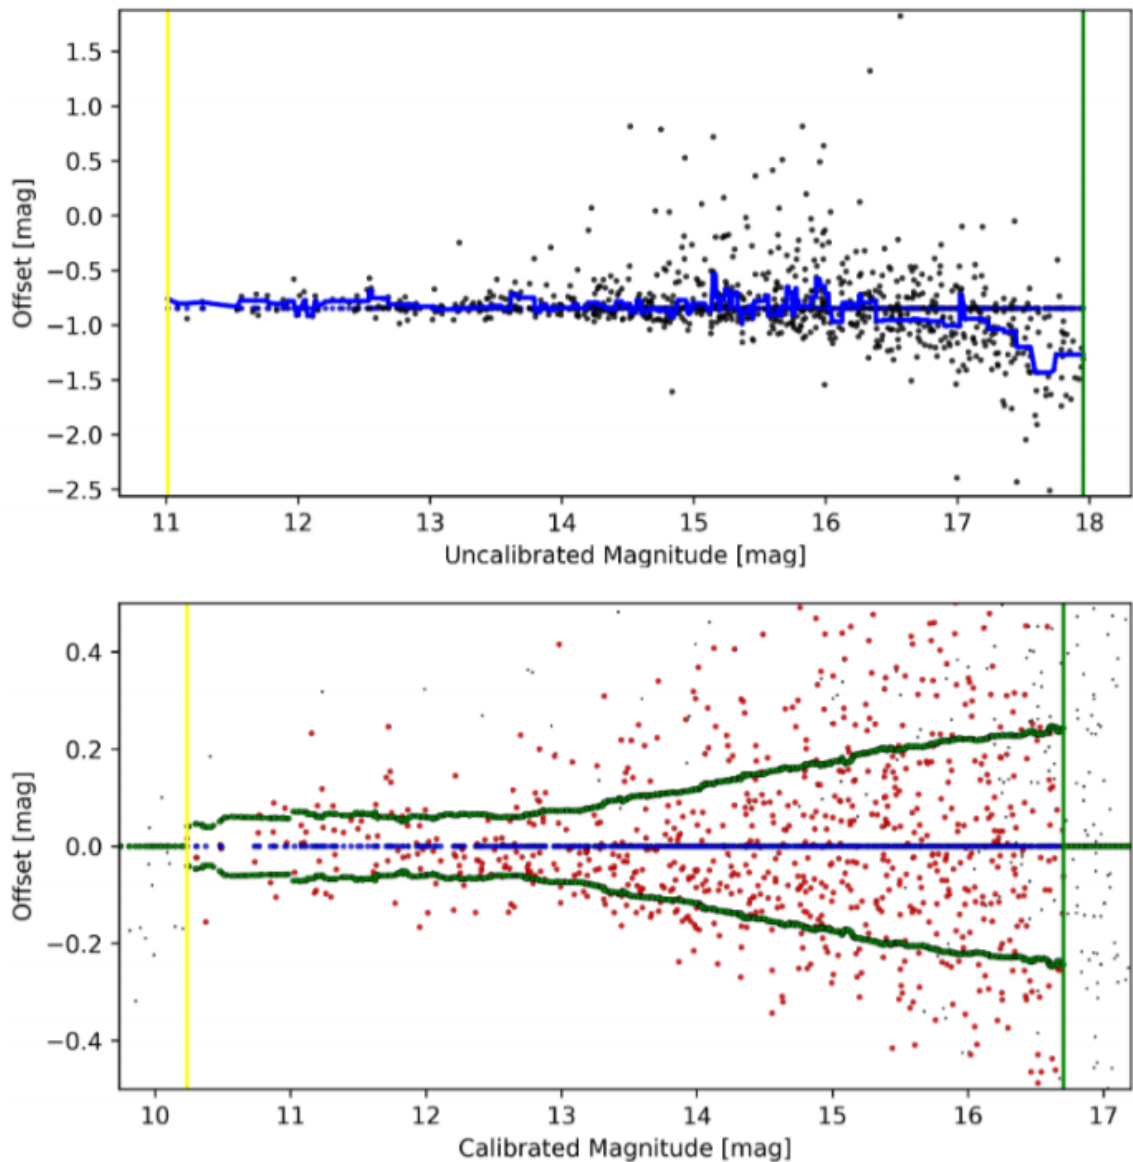 1.5
1.0
0.5
0.0
−0.5
−1.0
−1.5
−2.0
−2.5
Offset [mag]
11 12 13 14 15 16 17 18
Uncalibrated Magnitude [mag]
0.4
0.2
0.0
−0.2
−0.4
Offset [mag]
10 11 12 13 14 15 16 17
Calibrated Magnitude [mag]